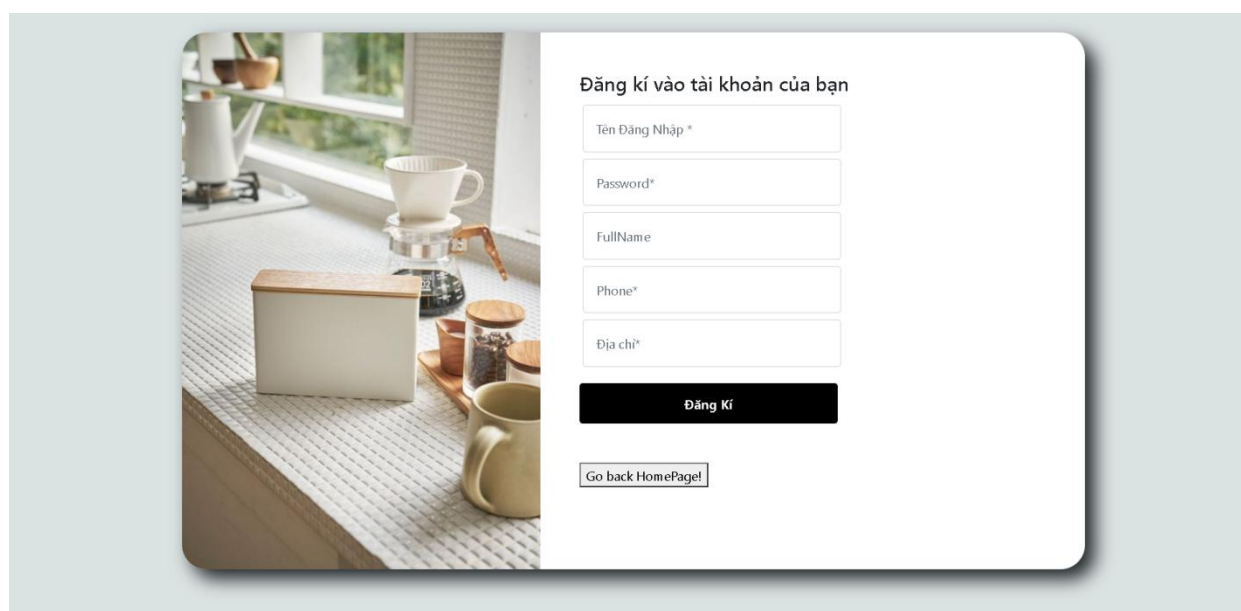 Đăng kí vào tài khoản của bạn
Tên Đăng Nhập *
Password*
FullName
Phone*
Địa chỉ*
Đăng Kí
Go back HomePage!